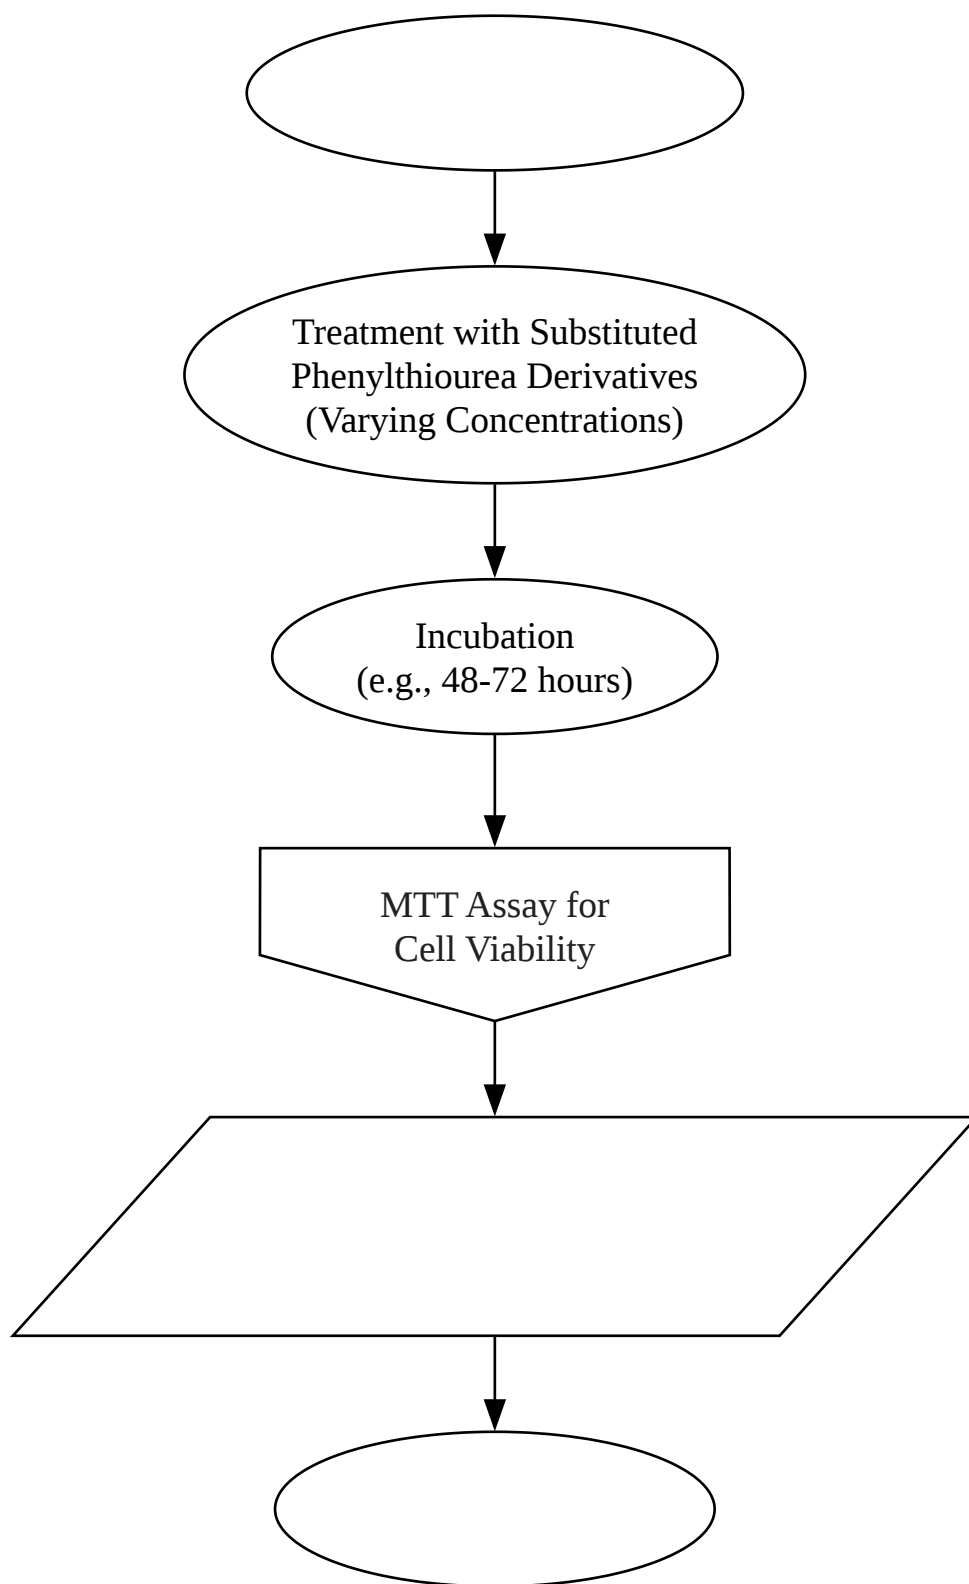 Treatment with Substituted
Phenylthiourea Derivatives
(Varying Concentrations)
Incubation
(e.g., 48-72 hours)
MTT Assay for
Cell Viability